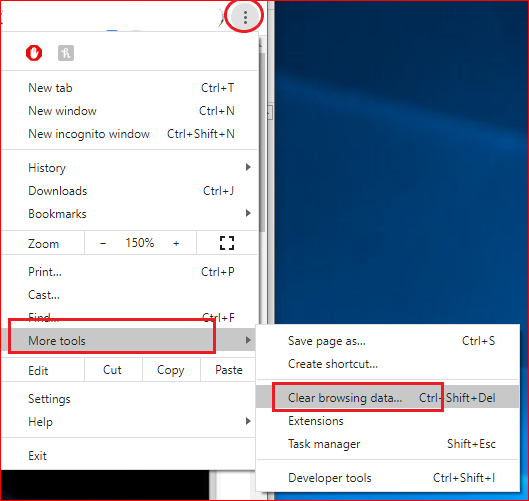 New tab Ctrl+T
New window Ctrl+N
New incognito window Ctrl+Shift+N
History
Downloads Ctrl+J
Bookmarks
Zoom − 150% +
Print... Ctrl+P
Cast...
Find... Ctrl+F
More tools
Edit Cut Copy Paste
Settings
Help
Exit
Save page as... Ctrl+S
Create shortcut...
Clear browsing data... Ctrl+Shift+Del
Extensions
Task manager Shift+Esc
Developer tools Ctrl+Shift+I